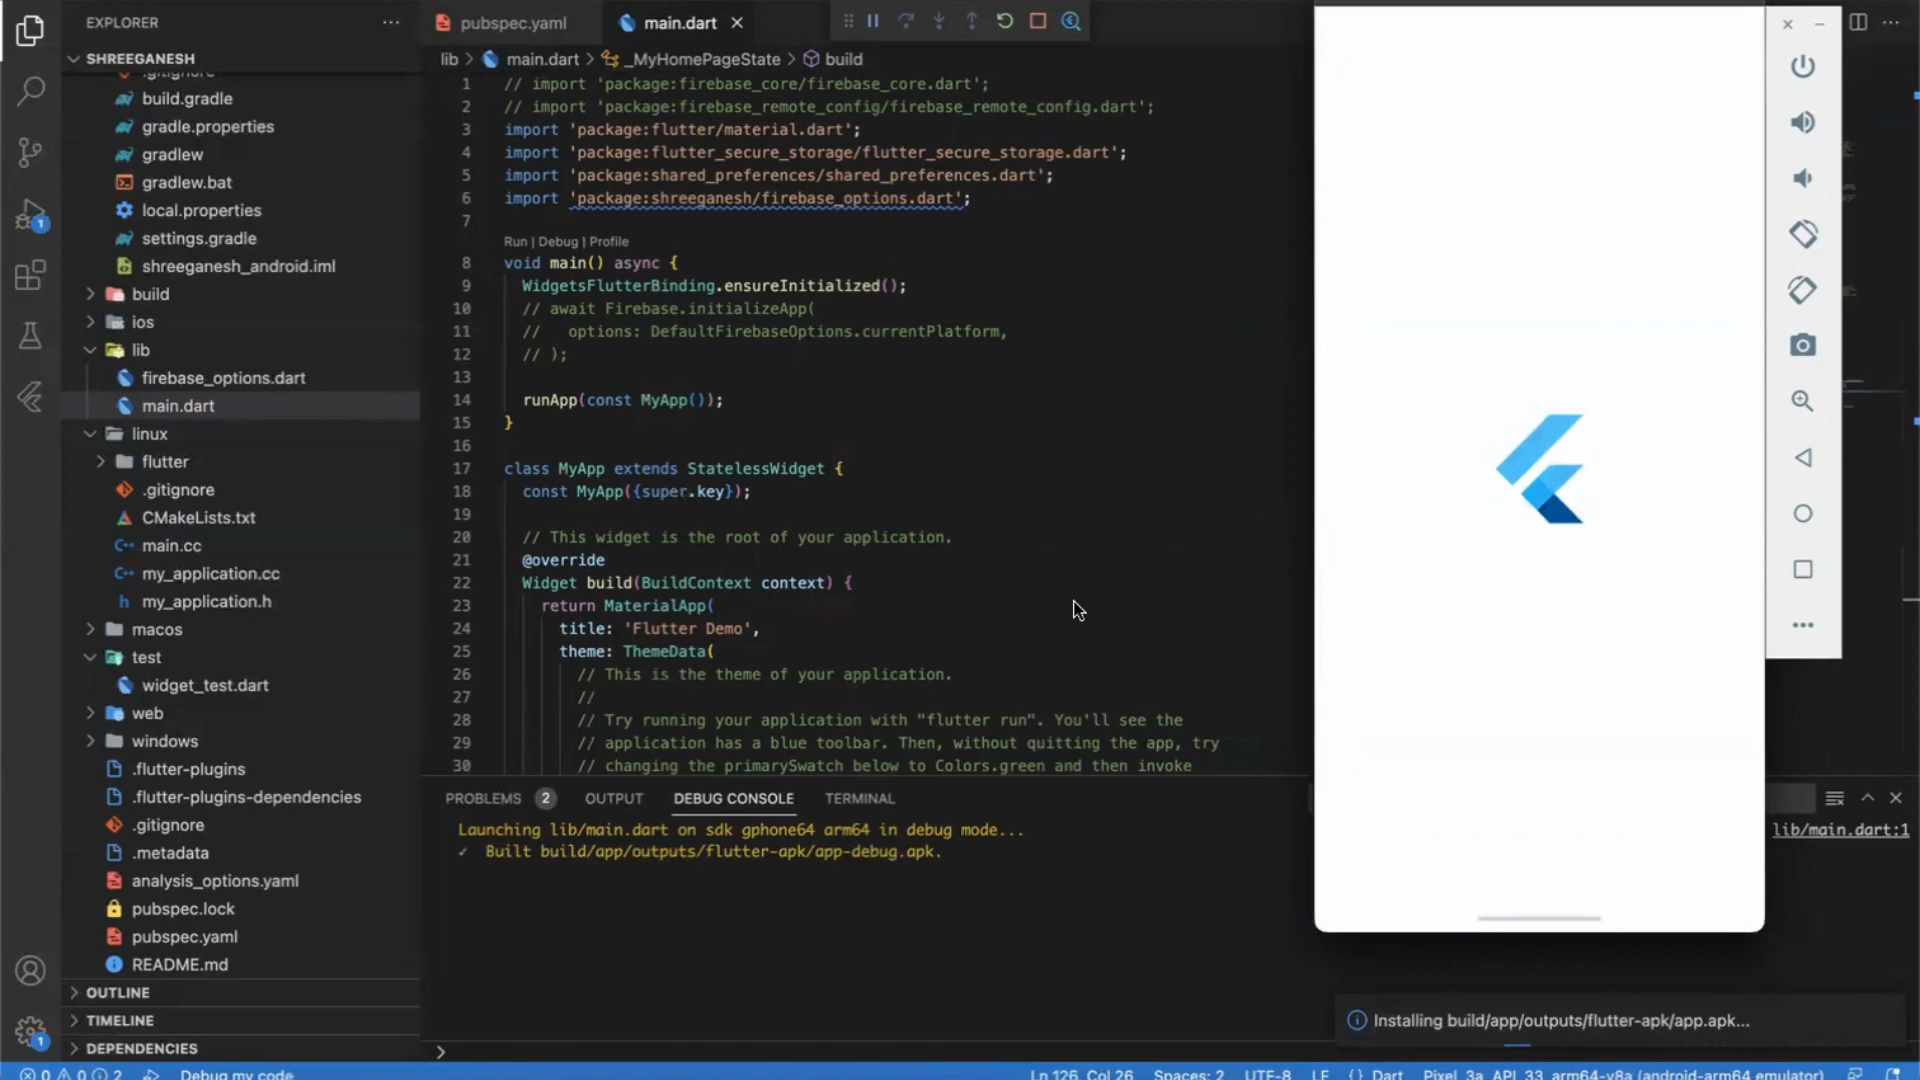 EXPLORER
SHREEGANESH
.gitignore
build.gradle
gradle.properties
gradlew
gradlew.bat
local.properties
settings.gradle
shreeganesh_android.iml
build
ios
lib
firebase_options.dart
main.dart
linux
flutter
.gitignore
CMakeLists.txt
main.cc
my_application.cc
my_application.h
macos
test
widget_test.dart
web
windows
.flutter-plugins
.flutter-plugins-dependencies
.gitignore
.metadata
analysis_options.yaml
pubspec.lock
pubspec.yaml
README.md
OUTLINE
TIMELINE
DEPENDENCIES
pubspec.yaml
main.dart
lib > main.dart > _MyHomePageState > build
1 // import 'package:firebase_core/firebase_core.dart';
2 // import 'package:firebase_remote_config/firebase_remote_config.dart';
3 import 'package:flutter/material.dart';
4 import 'package:flutter_secure_storage/flutter_secure_storage.dart';
5 import 'package:shared_preferences/shared_preferences.dart';
6 import 'package:shreeganesh/firebase_options.dart';
7
Run | Debug | Profile
8 void main() async {
9 WidgetsFlutterBinding.ensureInitialized();
10 // await Firebase.initializeApp(
11 //   options: DefaultFirebaseOptions.currentPlatform,
12 // );
13
14 runApp(const MyApp());
15 }
16
17 class MyApp extends StatelessWidget {
18 const MyApp({super.key});
19
20 // This widget is the root of your application.
21 @override
22 Widget build(BuildContext context) {
23 return MaterialApp(
24 title: 'Flutter Demo',
25 theme: ThemeData(
26 // This is the theme of your application.
27 //
28 // Try running your application with "flutter run". You'll see the
29 // application has a blue toolbar. Then, without quitting the app, try
30 // changing the primarySwatch below to Colors.green and then invoke
PROBLEMS 2 OUTPUT DEBUG CONSOLE TERMINAL
Launching lib/main.dart on sdk gphone64 arm64 in debug mode...
lib/main.dart:1
✓ Built build/app/outputs/flutter-apk/app-debug.apk.
Installing build/app/outputs/flutter-apk/app.apk...
1
1
0 0 2 Debug my code Ln 126, Col 26 Spaces: 2 UTF-8 LF {} Dart Pixel_3a_API_33_arm64-v8a (android-arm64 emulator)